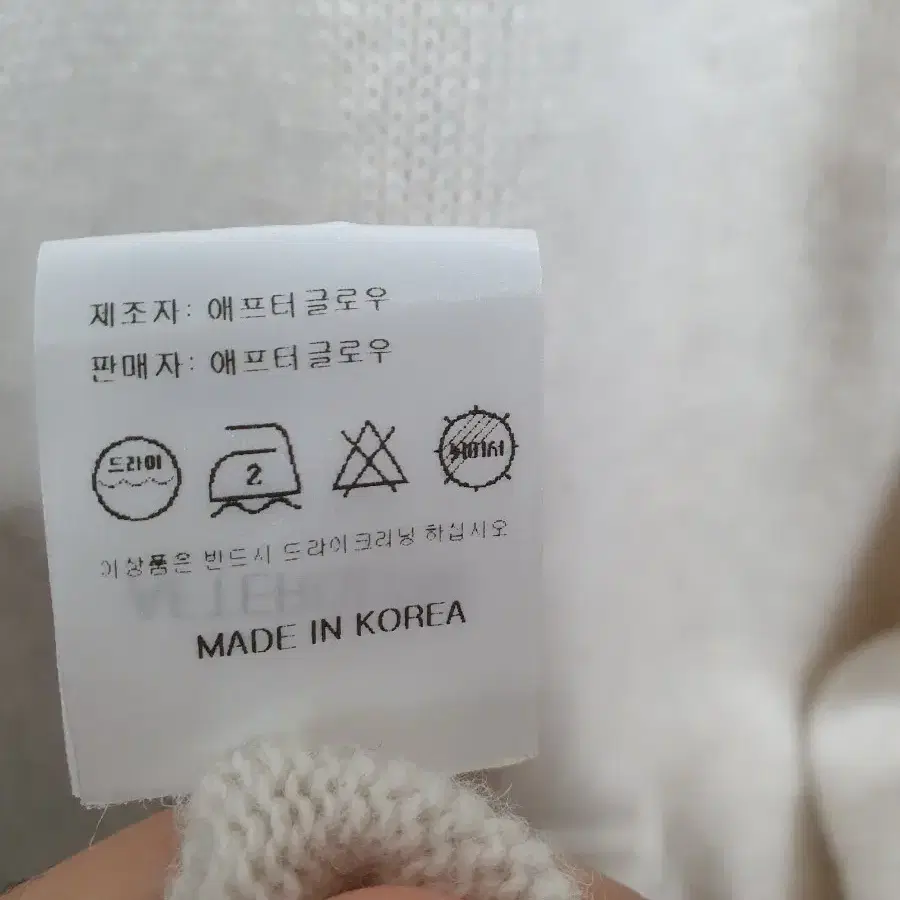 제조자: 애프터글로우
판매자: 애프터글로우
드라이
2
이상품은 반드시 드라이크리닝 하십시오
MADE IN KOREA